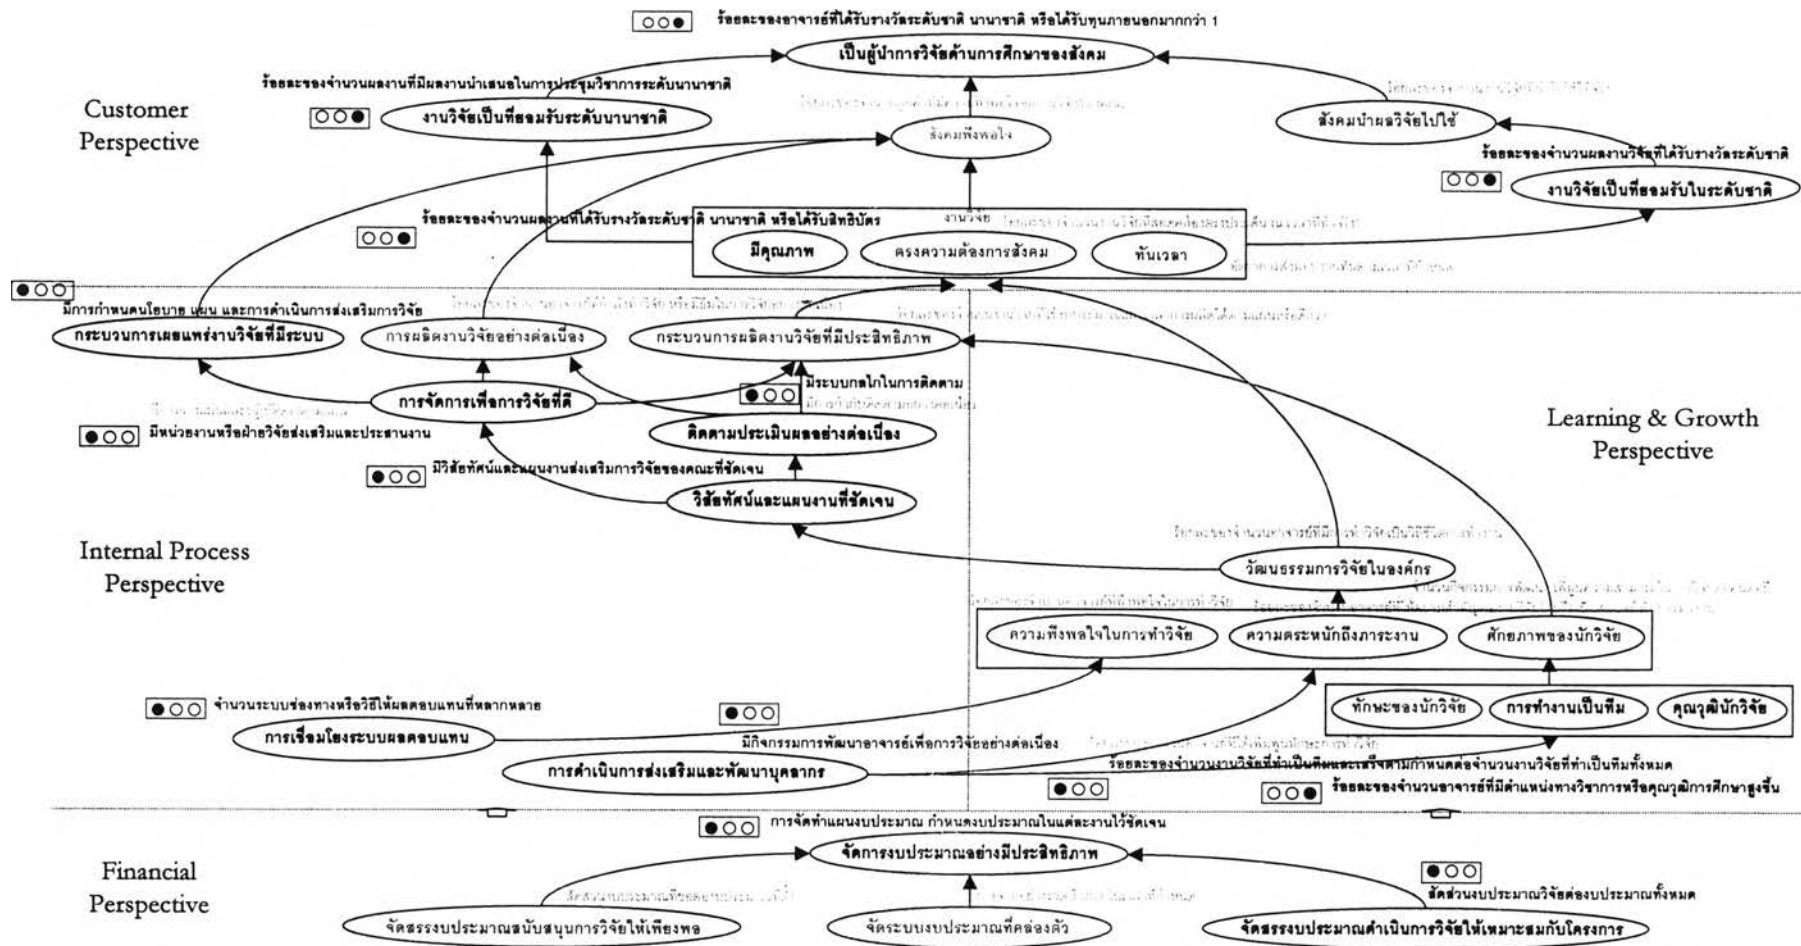 ร้อยละของอาจารย์ที่ได้รับรางวัลระดับชาติ นานาชาติ หรือได้รับทุนภายนอกมากกว่า 1
เป็นผู้นำการวิจัยด้านการศึกษาของสังคม
ร้อยละของจำนวนผลงานที่มีผลงานนำเสนอในการประชุมวิชาการระดับนานาชาติ
Customer
Perspective
งานวิจัยเป็นที่ยอมรับระดับนานาชาติ
สังคมพึงพอใจ
สังคมนำผลวิจัยไปใช้
ร้อยละของจำนวนผลงานวิจัยที่ได้รับรางวัลระดับชาติ
งานวิจัยเป็นที่ยอมรับในระดับชาติ
ร้อยละของจำนวนผลงานที่ได้รับรางวัลระดับชาติ นานาชาติ หรือได้รับสิทธิบัตร
งานวิจัย
มีคุณภาพ
ตรงความต้องการสังคม
ทันเวลา
มีการกำหนดนโยบาย แผน และการดำเนินการส่งเสริมการวิจัย
กระบวนการเผยแพร่งานวิจัยที่มีระบบ
การผลิตงานวิจัยอย่างต่อเนื่อง
กระบวนการผลิตงานวิจัยที่มีประสิทธิภาพ
มีระบบกลไกในการติดตาม
การจัดการเพื่อการวิจัยที่ดี
มีหน่วยงานหรือฝ่ายวิจัยส่งเสริมและประสานงาน
ติดตามประเมินผลอย่างต่อเนื่อง
Learning & Growth
Perspective
มีวิสัยทัศน์และแผนงานส่งเสริมการวิจัยของคณะที่ชัดเจน
วิสัยทัศน์และแผนงานที่ชัดเจน
Internal Process
Perspective
ร้อยละของจำนวนอาจารย์ที่มีการทำวิจัยเป็นวิถีชีวิตการทำงาน
วัฒนธรรมการวิจัยในองค์กร
ความพึงพอใจในการทำวิจัย
ความตระหนักถึงภาระงาน
ศักยภาพของนักวิจัย
จำนวนระบบช่องทางหรือวิธีให้ผลตอบแทนที่หลากหลาย
การเชื่อมโยงระบบผลตอบแทน
ทักษะของนักวิจัย
การทำงานเป็นทีม
คุณวุฒินักวิจัย
มีกิจกรรมการพัฒนาอาจารย์เพื่อการวิจัยอย่างต่อเนื่อง
การดำเนินการส่งเสริมและพัฒนาบุคลากร
ร้อยละของจำนวนงานวิจัยที่ทำเป็นทีมและเสร็จตามกำหนดต่อจำนวนงานวิจัยที่ทำเป็นทีมทั้งหมด
ร้อยละของจำนวนอาจารย์ที่มีตำแหน่งทางวิชาการหรือคุณวุฒิการศึกษาสูงขึ้น
การจัดทำแผนงบประมาณ กำหนดงบประมาณในแต่ละงานไว้ชัดเจน
จัดการงบประมาณอย่างมีประสิทธิภาพ
Financial
Perspective
สัดส่วนงบประมาณวิจัยต่องบประมาณทั้งหมด
จัดสรรงบประมาณสนับสนุนการวิจัยให้เพียงพอ
จัดระบบงบประมาณที่คล่องตัว
จัดสรรงบประมาณดำเนินการวิจัยให้เหมาะสมกับโครงการ